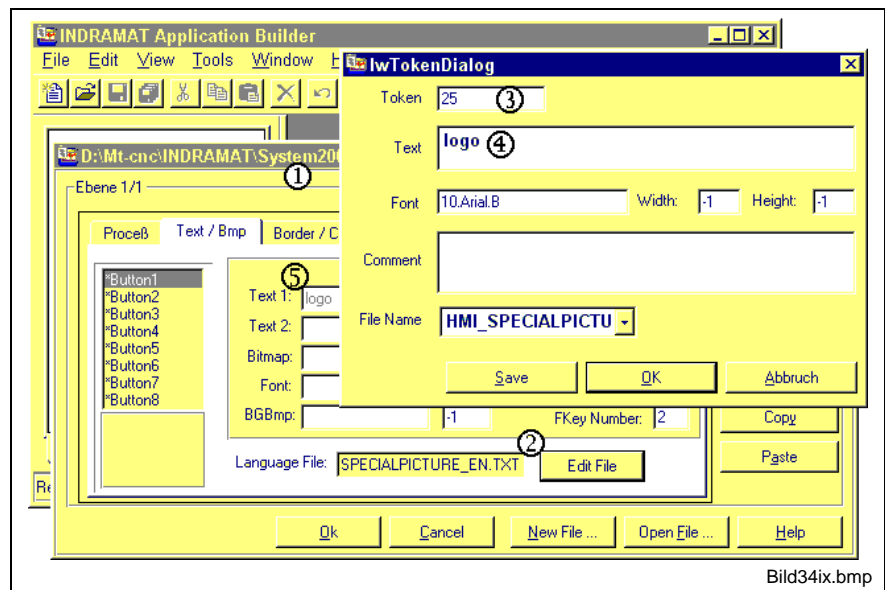 INDRAMAT Application Builder
File Edit View Tools Window H
IwTokenDialog
Token 25 ③
Text logo ④
Font 10.Arial.B Width: -1 Height: -1
Comment
File Name HMI_SPECIALPICTU
Save OK Abbruch
D:\Mt-cnc\INDRAMAT\System200
①
Ebene 1/1
Proceß Text / Bmp Border / C
*Button1
*Button2
*Button3
*Button4
*Button5
*Button6
*Button7
*Button8
⑤
Text 1: logo
Text 2:
Bitmap:
Font:
BGBmp: -1 FKey Number: 2
Copy
Paste
②
Language File: SPECIALPICTURE_EN.TXT Edit File
Re
Ok Cancel New File ... Open File ... Help
Bild34ix.bmp